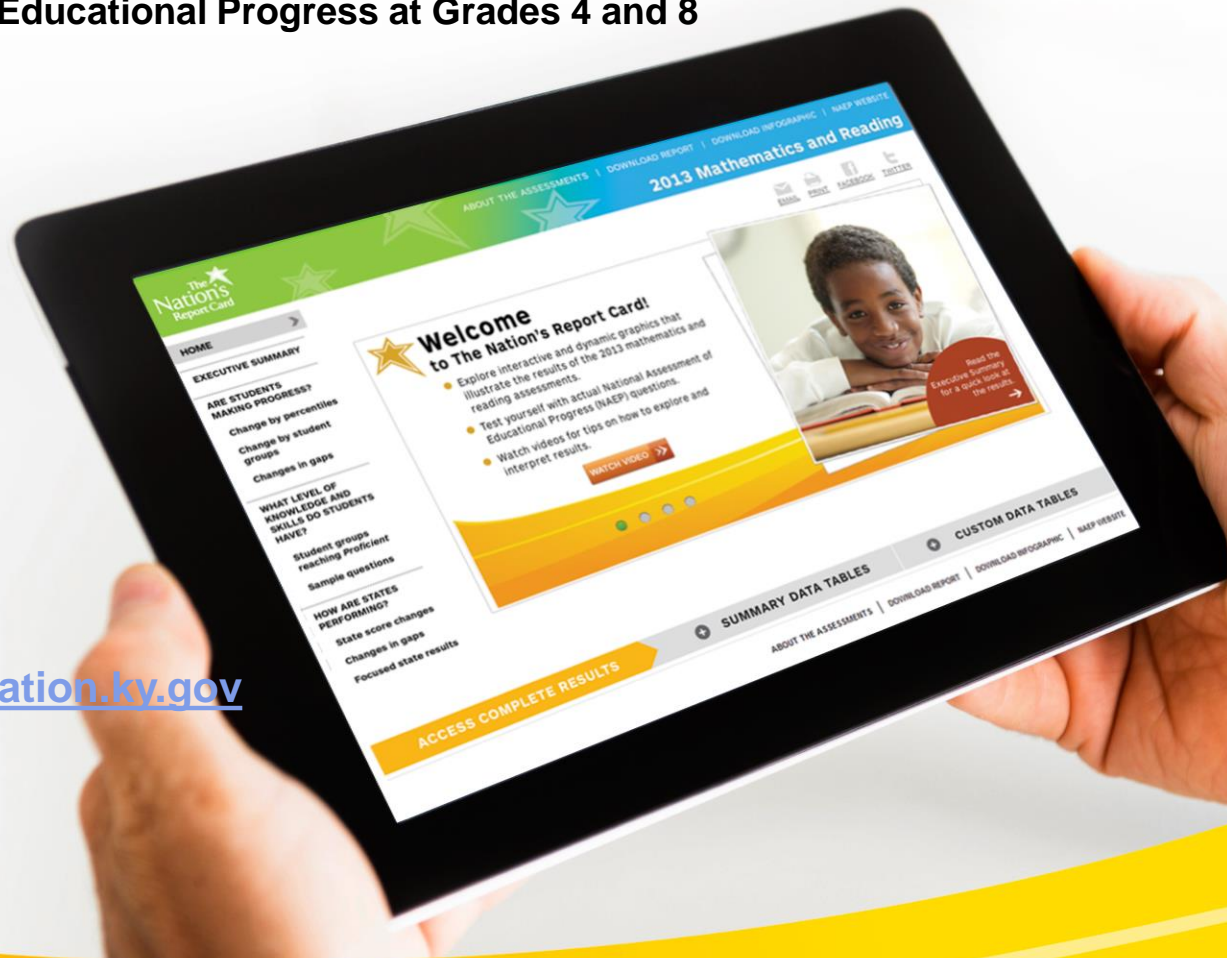 Educational Progress at Grades 4 and 8
ABOUT THE ASSESSMENTS | DOWNLOAD REPORT | DOWNLOAD INFOGRAPHIC | NAEP WEBSITE
2013 Mathematics and Reading
EMAIL PRINT FACEBOOK TWITTER
The
Nation's
Report Card
HOME
EXECUTIVE SUMMARY
ARE STUDENTS
MAKING PROGRESS?
Change by percentiles
Change by student
groups
Changes in gaps
WHAT LEVEL OF
KNOWLEDGE AND
SKILLS DO STUDENTS
HAVE?
Student groups
reaching Proficient
Sample questions
HOW ARE STATES
PERFORMING?
State score changes
Changes in gaps
Focused state results
Welcome
to The Nation's Report Card!
Explore interactive and dynamic graphics that
illustrate the results of the 2013 mathematics and
reading assessments.
Test yourself with actual National Assessment of
Educational Progress (NAEP) questions.
Watch videos for tips on how to explore and
interpret results.
WATCH VIDEO
Read the
Executive Summary
for a quick look at
the results.
ACCESS COMPLETE RESULTS
SUMMARY DATA TABLES
CUSTOM DATA TABLES
ABOUT THE ASSESSMENTS | DOWNLOAD REPORT | DOWNLOAD INFOGRAPHIC | NAEP WEBSITE
ation.ky.gov